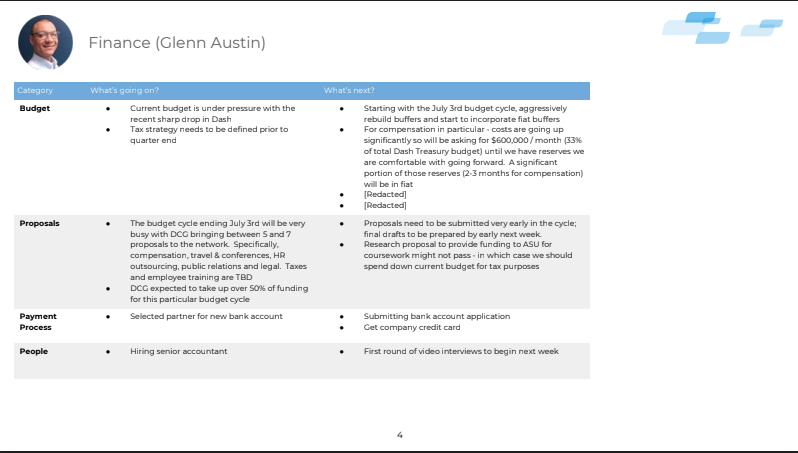 Finance (Glenn Austin)
Category What's going on? What's next?
Budget
● Current budget is under pressure with the
recent sharp drop in Dash
● Tax strategy needs to be defined prior to
quarter end
● Starting with the July 3rd budget cycle, aggressively
rebuild buffers and start to incorporate fiat buffers
● For compensation in particular - costs are going up
significantly so will be asking for $600,000 / month (33%
of total Dash Treasury budget) until we have reserves we
are comfortable with going forward. A significant
portion of those reserves (2-3 months for compensation)
will be in fiat
● [Redacted]
● [Redacted]
Proposals
● The budget cycle ending July 3rd will be very
busy with DCG bringing between 5 and 7
proposals to the network. Specifically,
compensation, travel & conferences, HR
outsourcing, public relations and legal. Taxes
and employee training are TBD
● DCG expected to take up over 50% of funding
for this particular budget cycle
● Proposals need to be submitted very early in the cycle;
final drafts to be prepared by early next week.
● Research proposal to provide funding to ASU for
coursework might not pass - in which case we should
spend down current budget for tax purposes
Payment
Process
● Selected partner for new bank account
● Submitting bank account application
● Get company credit card
People
● Hiring senior accountant
● First round of video interviews to begin next week
4